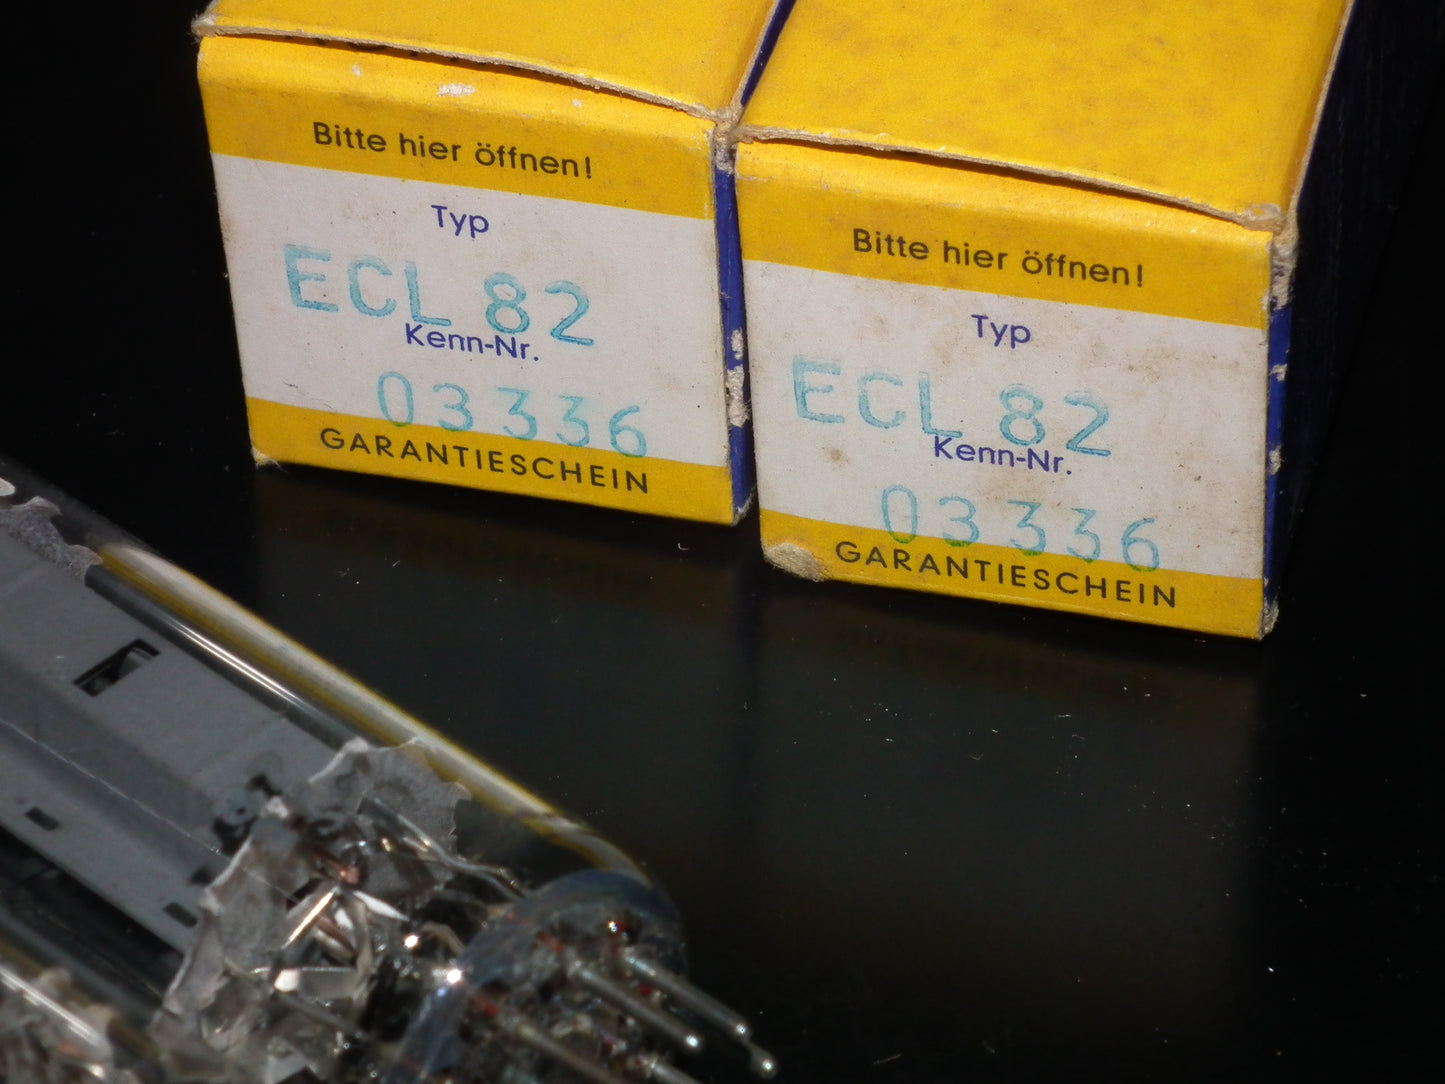 Bitte hier öffnen!
Typ
ECL 82
Kenn-Nr.
03336
GARANTIESCHEIN
Bitte hier öffnen!
Typ
ECL 82
Kenn-Nr.
03336
GARANTIESCHEIN